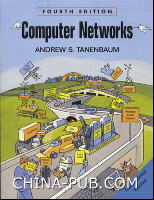 FOURTH EDITION
Computer Networks
ANDREW S. TANENBAUM
CHINA-PUB.COM